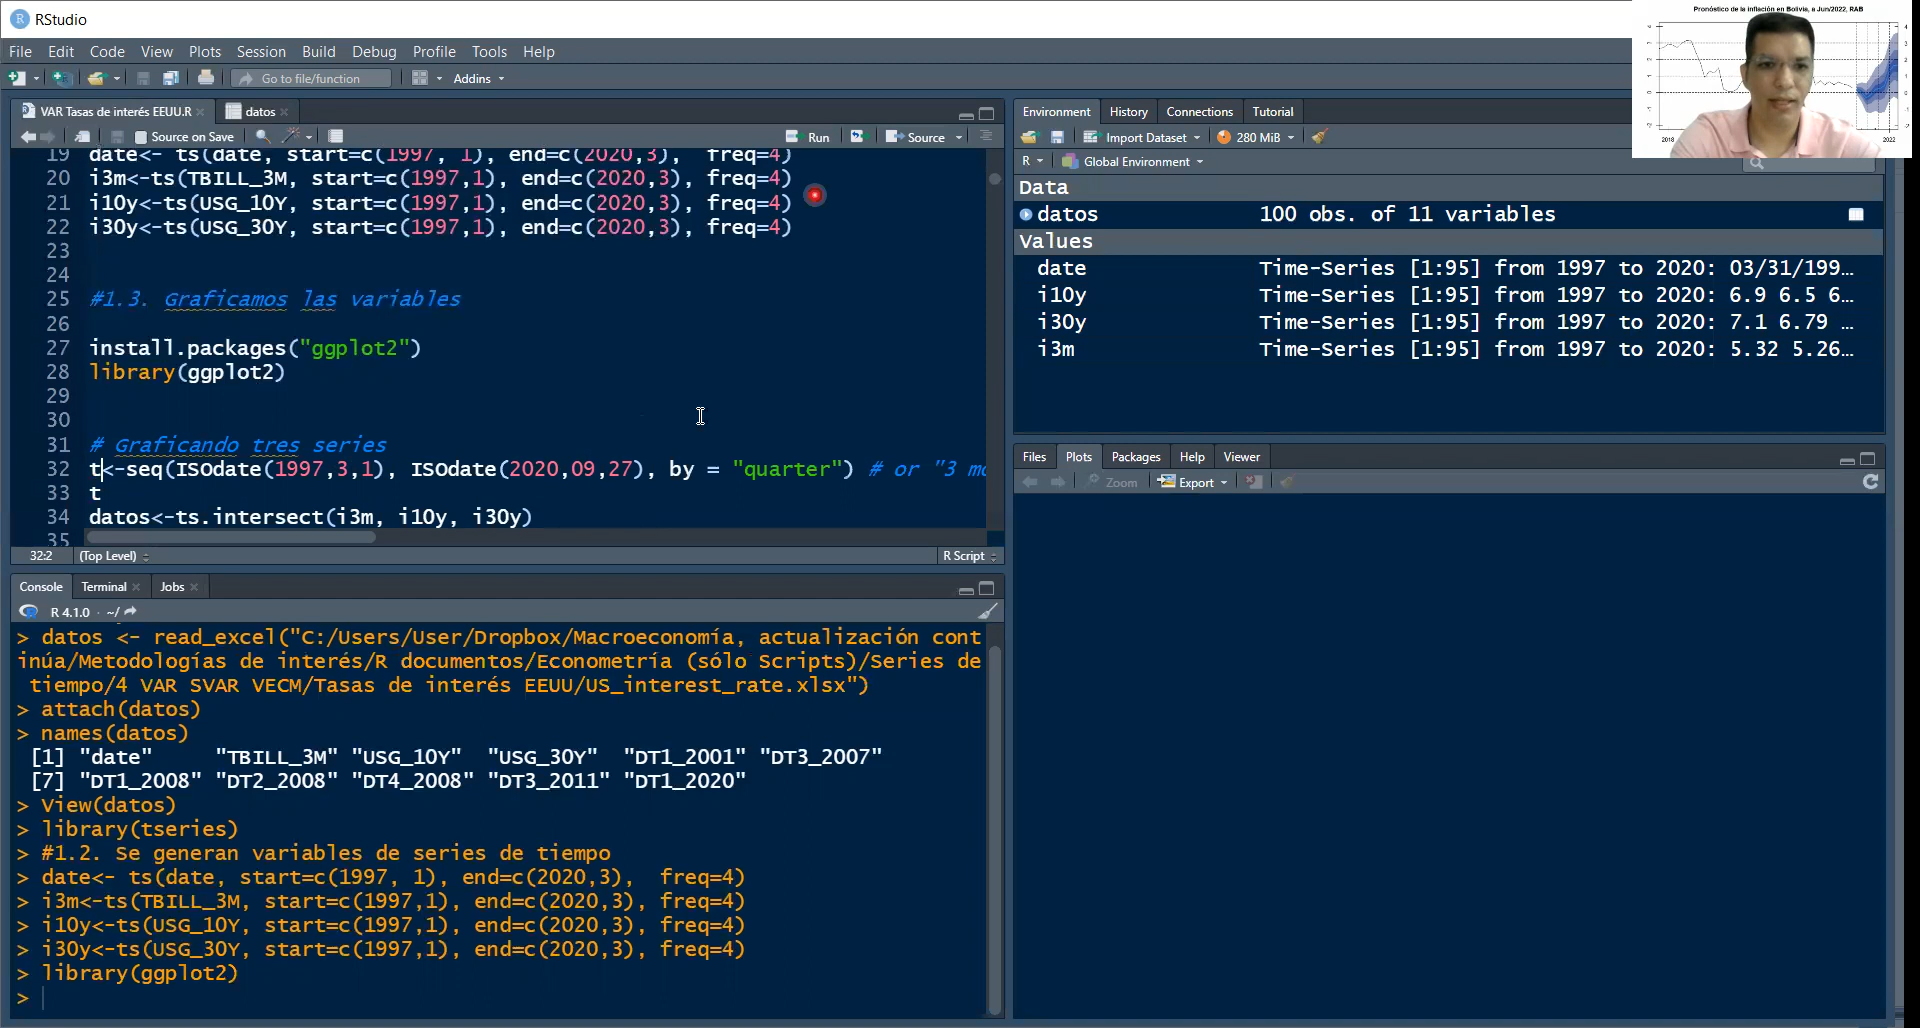 RStudio
File Edit Code View Plots Session Build Debug Profile Tools Help
Go to file/function Addins
VAR Tasas de interés EEUU.R datos
Source on Save Run Source
19 date<- ts(date, start=c(1997, 1), end=c(2020,3),  freq=4)
20 i3m<-ts(TBILL_3M, start=c(1997,1), end=c(2020,3), freq=4)
21 i10y<-ts(USG_10Y, start=c(1997,1), end=c(2020,3), freq=4)
22 i30y<-ts(USG_30Y, start=c(1997,1), end=c(2020,3), freq=4)
23
24
25 #1.3. Graficamos las variables
26
27 install.packages("ggplot2")
28 library(ggplot2)
29
30
31 # Graficando tres series
32 t<-seq(ISOdate(1997,3,1), ISOdate(2020,09,27), by = "quarter") # or "3 mo
33 t
34 datos<-ts.intersect(i3m, i10y, i30y)
35
32:2 (Top Level) R Script
Console Terminal Jobs
R 4.1.0 · ~/
> datos <- read_excel("C:/Users/User/Dropbox/Macroeconomía, actualización cont
inúa/Metodologías de interés/R documentos/Econometría (sólo Scripts)/Series de
tiempo/4 VAR SVAR VECM/Tasas de interés EEUU/US_interest_rate.xlsx")
> attach(datos)
> names(datos)
[1] "date" "TBILL_3M" "USG_10Y" "USG_30Y" "DT1_2001" "DT3_2007"
[7] "DT1_2008" "DT2_2008" "DT4_2008" "DT3_2011" "DT1_2020"
> View(datos)
> library(tseries)
> #1.2. Se generan variables de series de tiempo
> date<- ts(date, start=c(1997, 1), end=c(2020,3),  freq=4)
> i3m<-ts(TBILL_3M, start=c(1997,1), end=c(2020,3), freq=4)
> i10y<-ts(USG_10Y, start=c(1997,1), end=c(2020,3), freq=4)
> i30y<-ts(USG_30Y, start=c(1997,1), end=c(2020,3), freq=4)
> library(ggplot2)
>
Environment History Connections Tutorial
Import Dataset 280 MiB
R Global Environment
Data
datos 100 obs. of 11 variables
Values
date Time-Series [1:95] from 1997 to 2020: 03/31/199…
i10y Time-Series [1:95] from 1997 to 2020: 6.9 6.5 6…
i30y Time-Series [1:95] from 1997 to 2020: 7.1 6.79 …
i3m Time-Series [1:95] from 1997 to 2020: 5.32 5.26…
Files Plots Packages Help Viewer
Zoom Export
Pronóstico de la inflación en Bolivia, a Jun/2022, RAB
2018 2022